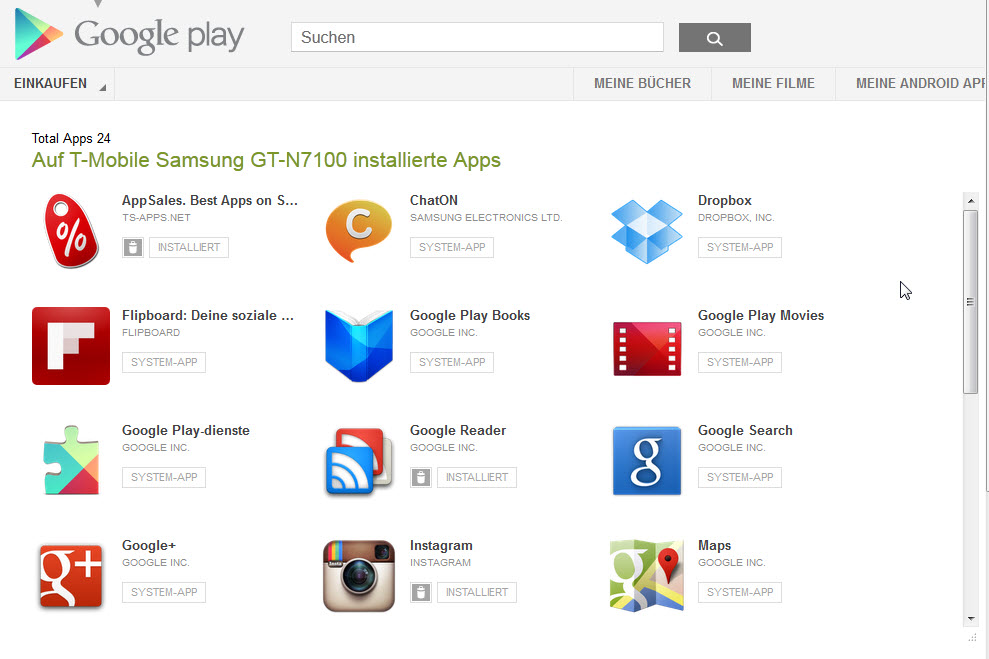 Google play
Suchen
EINKAUFEN
MEINE BÜCHER
MEINE FILME
MEINE ANDROID APP
Total Apps 24
Auf T-Mobile Samsung GT-N7100 installierte Apps
AppSales. Best Apps on S...
TS-APPS.NET
INSTALLIERT
ChatON
SAMSUNG ELECTRONICS LTD.
SYSTEM-APP
Dropbox
DROPBOX, INC.
SYSTEM-APP
Flipboard: Deine soziale ...
FLIPBOARD
SYSTEM-APP
Google Play Books
GOOGLE INC.
SYSTEM-APP
Google Play Movies
GOOGLE INC.
SYSTEM-APP
Google Play-dienste
GOOGLE INC.
SYSTEM-APP
Google Reader
GOOGLE INC.
INSTALLIERT
Google Search
GOOGLE INC.
SYSTEM-APP
Google+
GOOGLE INC.
SYSTEM-APP
Instagram
INSTAGRAM
INSTALLIERT
Maps
GOOGLE INC.
SYSTEM-APP